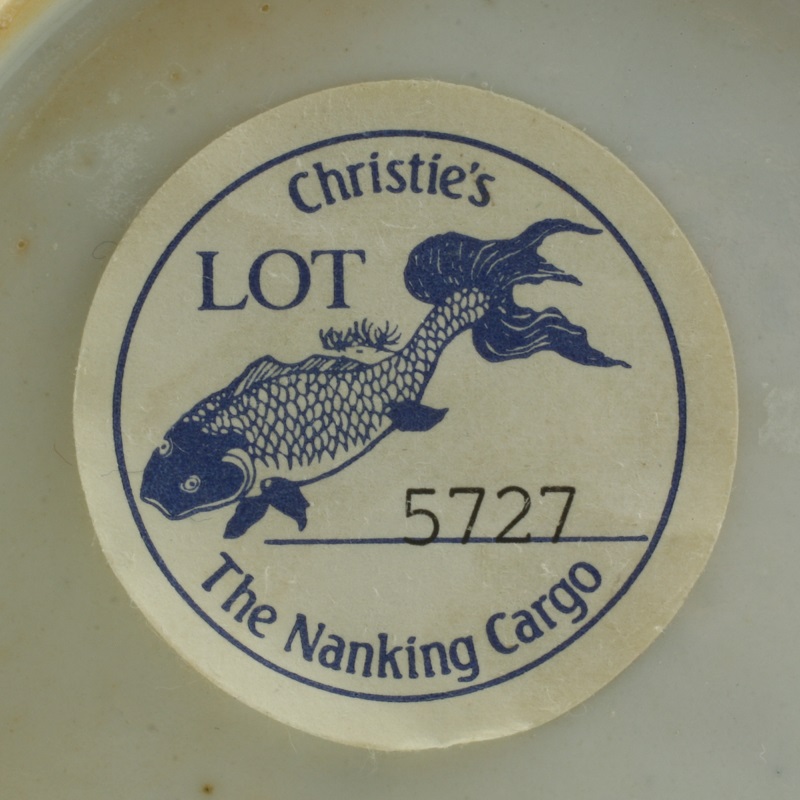 Christie's
LOT
5727
The Nanking Cargo